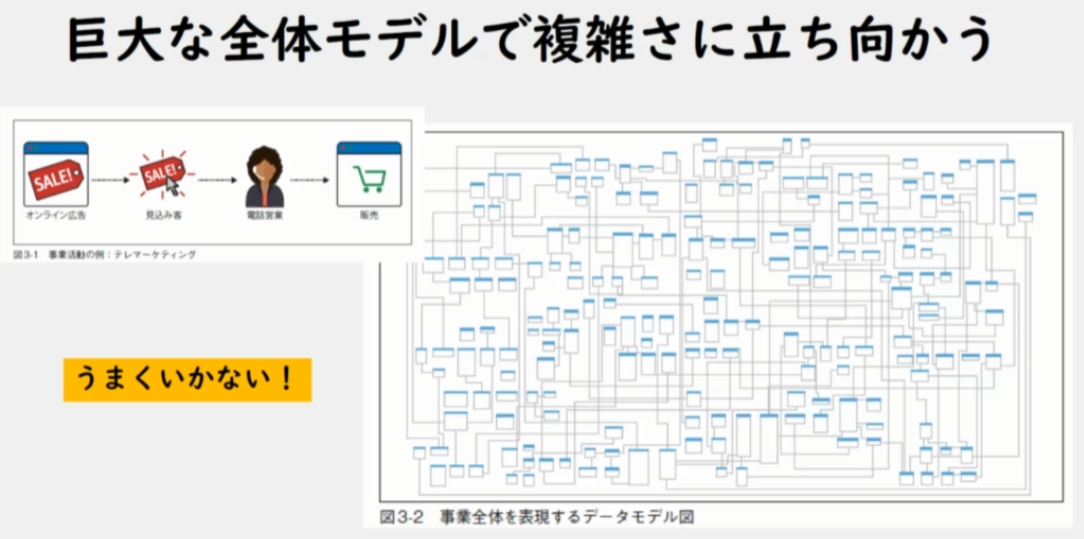 巨大な全体モデルで複雑さに立ち向かう
SALE!
SALE!
オンライン広告
見込み客
電話営業
販売
図3-1 事業活動の例:テレマーケティング
うまくいかない!
図3-2 事業全体を表現するデータモデル図